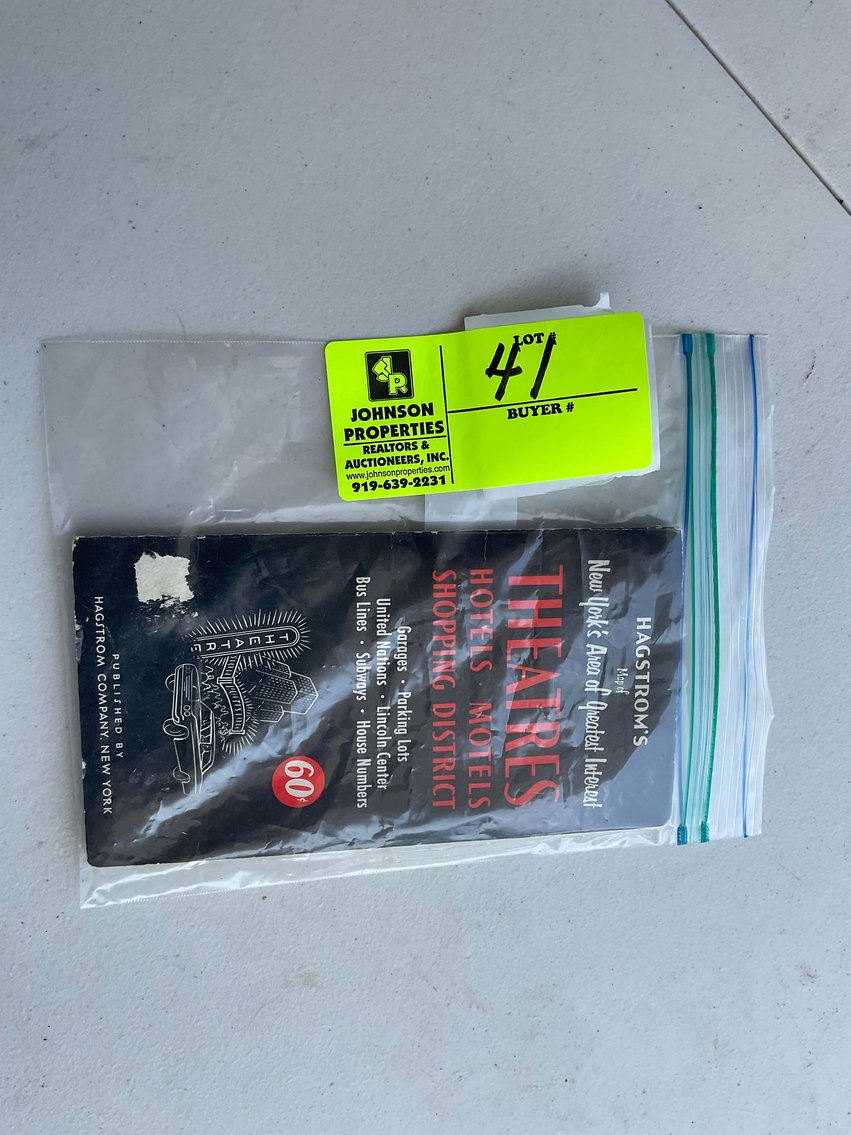 LOT #
41
BUYER #
JR
JOHNSON
PROPERTIES
REALTORS &
AUCTIONEERS, INC.
www.johnsonproperties.com
919-639-2231
HAGSTROM'S
Map of
New York's Area of Greatest Interest
THEATRES
HOTELS • MOTELS
SHOPPING DISTRICT
Garages • Parking Lots
United Nations • Lincoln Center
Bus Lines • Subways • House Numbers
60¢
THEATRE
PUBLISHED BY
HAGSTROM COMPANY, NEW YORK